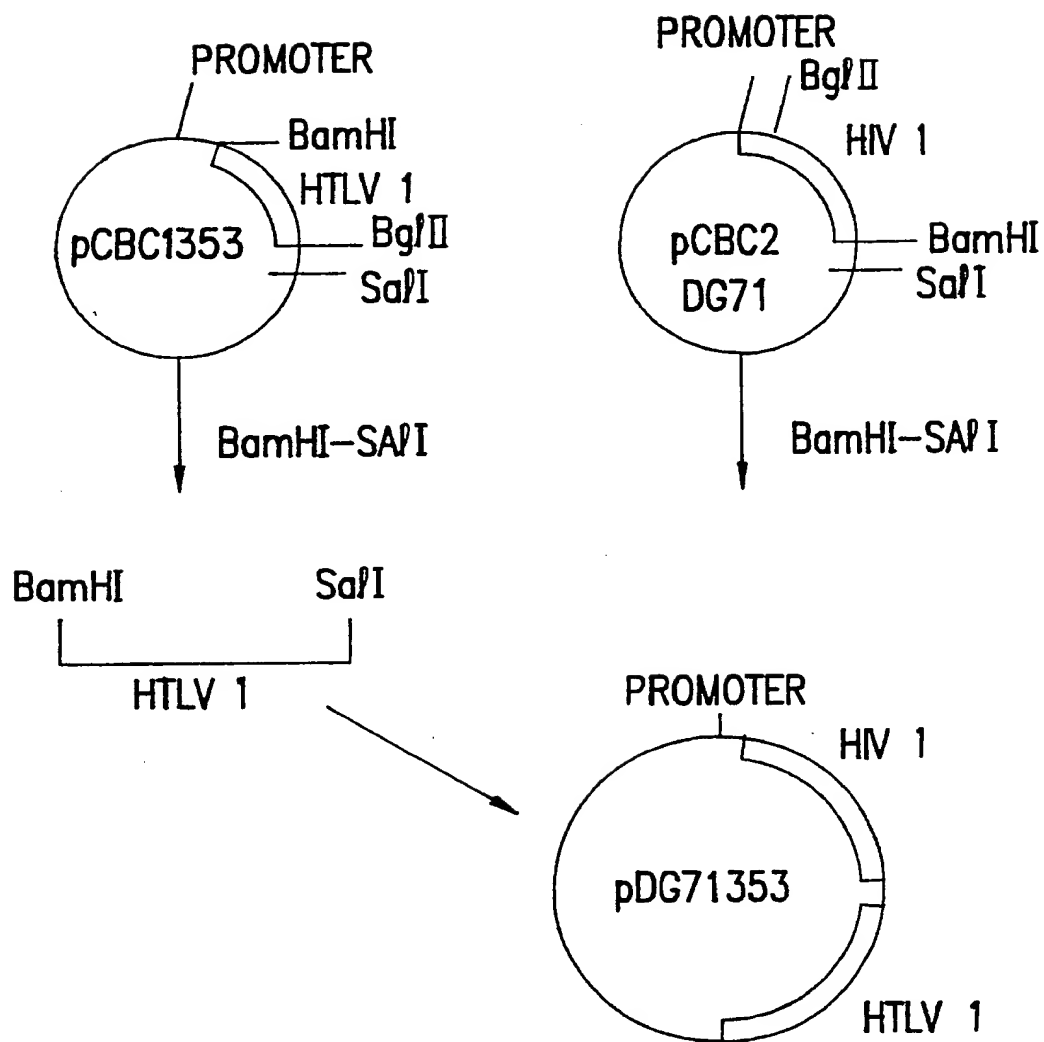 PROMOTER
BamHI
HTLV 1
pCBC1353
BglII
SalI
BamHI-SAlI
PROMOTER
BglII
HIV 1
pCBC2
DG71
BamHI
SalI
BamHI-SAlI
BamHI
SalI
HTLV 1
PROMOTER
HIV 1
pDG71353
HTLV 1